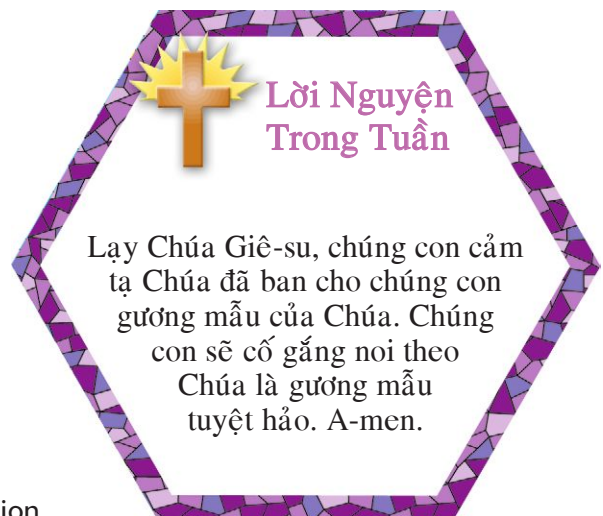 Lời Nguyện
Trong Tuần
Lạy Chúa Giê-su, chúng con cảm
tạ Chúa đã ban cho chúng con
gương mẫu của Chúa. Chúng
con sẽ cố gắng noi theo
Chúa là gương mẫu
tuyệt hảo. A-men.